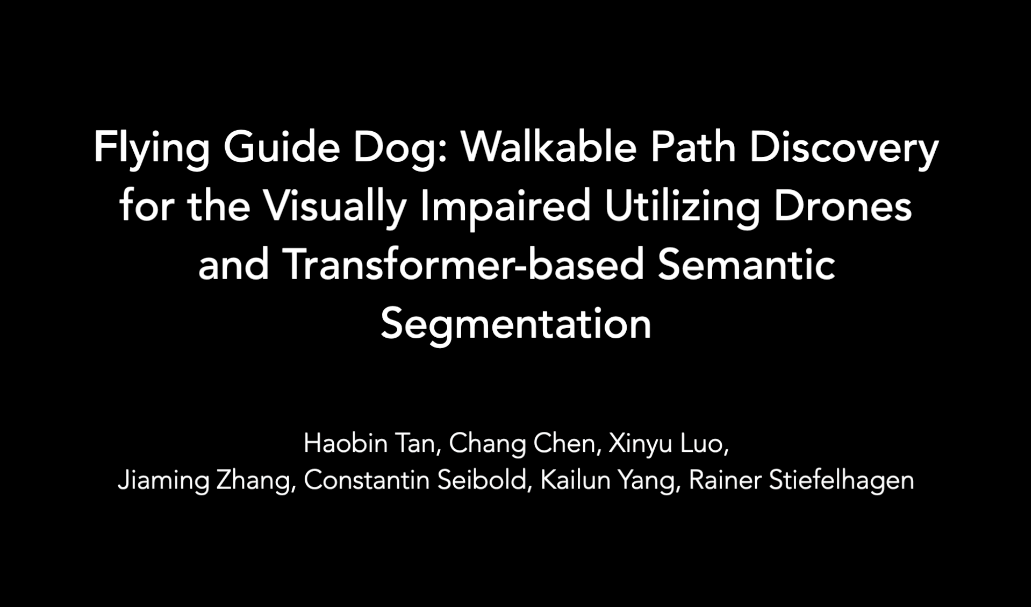 Flying Guide Dog: Walkable Path Discovery
for the Visually Impaired Utilizing Drones
and Transformer-based Semantic
Segmentation
Haobin Tan, Chang Chen, Xinyu Luo,
Jiaming Zhang, Constantin Seibold, Kailun Yang, Rainer Stiefelhagen